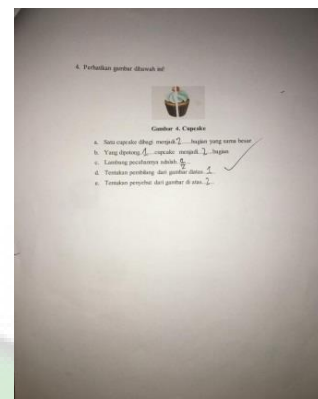 4. Perhatikan gambar dibawah ini!
Gambar 4. Cupcake
a. Satu cupcake dibagi menjadi 2 bagian yang sama besar
b. Yang dipotong 1 cupcake menjadi 2 bagian
c. Lambang pecahannya adalah
d. Tentukan pembilang dari gambar diatas 1
e. Tentukan penyebut dari gambar di atas 2